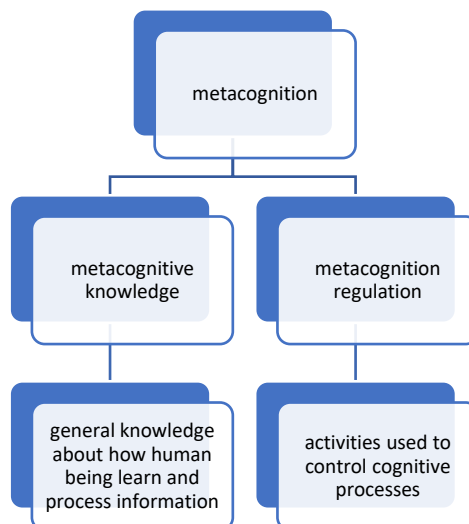 metacognition
metacognitive
knowledge
metacognition
regulation
general knowledge
about how human
being learn and
process information
activities used to
control cognitive
processes